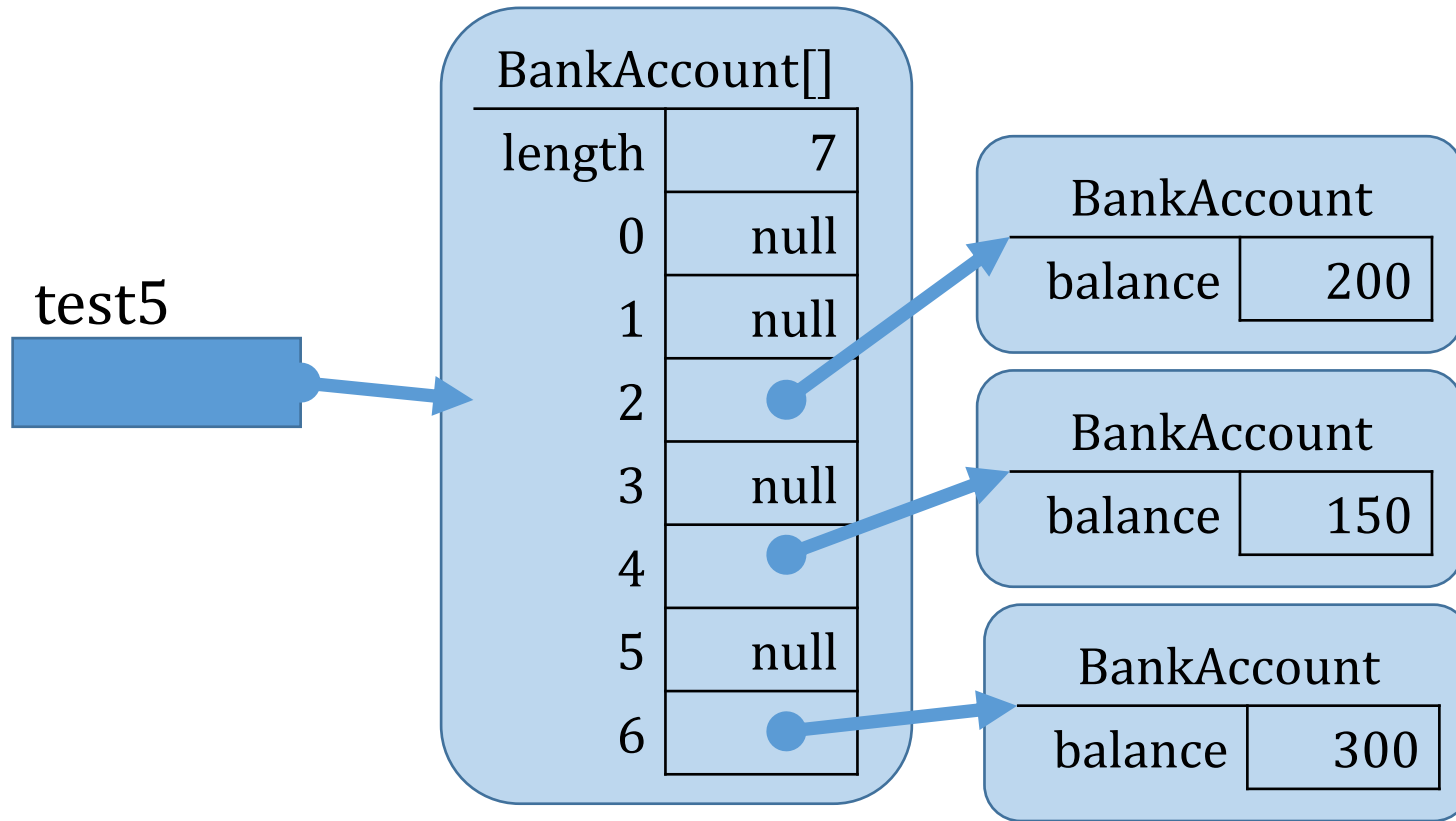 test5
BankAccount[]
length 7
0 null
1 null
2
3 null
4
5 null
6
BankAccount
balance 200
BankAccount
balance 150
BankAccount
balance 300